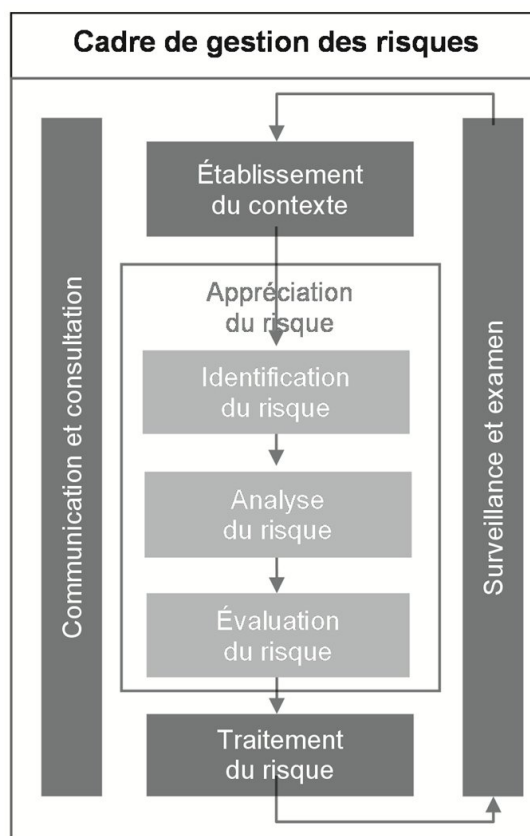 Cadre de gestion des risques
Communication et consultation
Établissement
du contexte
Appréciation
du risque
Identification
du risque
Analyse
du risque
Évaluation
du risque
Traitement
du risque
Surveillance et examen